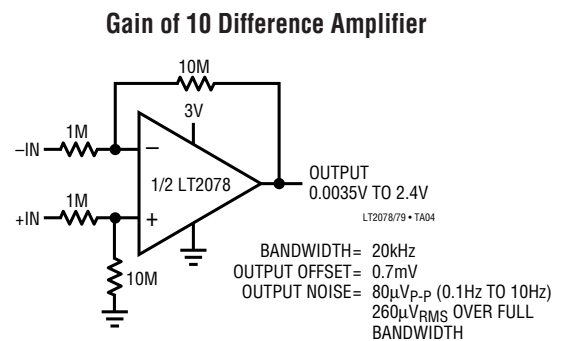 Gain of 10 Difference Amplifier
10M
3V
1M
–IN
–
1/2 LT2078
OUTPUT
0.0035V TO 2.4V
1M
+IN
+
LT2078/79 • TA04
10M
BANDWIDTH= 20kHz
OUTPUT OFFSET= 0.7mV
OUTPUT NOISE= 80µVP-P (0.1Hz TO 10Hz)
260µVRMS OVER FULL
BANDWIDTH